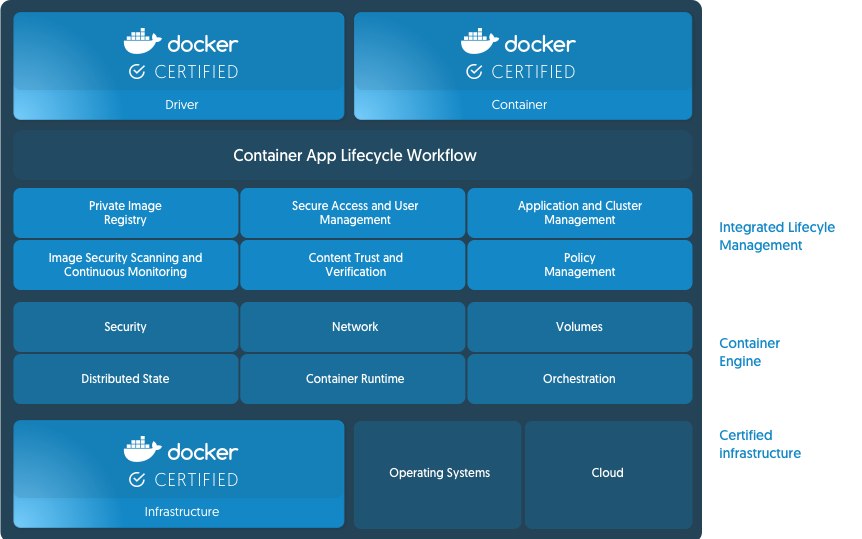 docker
CERTIFIED
Driver
docker
CERTIFIED
Container
Container App Lifecycle Workflow
Private Image
Registry
Secure Access and User
Management
Application and Cluster
Management
Image Security Scanning and
Continuous Monitoring
Content Trust and
Verification
Policy
Management
Integrated Lifecyle
Management
Security
Network
Volumes
Distributed State
Container Runtime
Orchestration
Container
Engine
docker
CERTIFIED
Infrastructure
Operating Systems
Cloud
Certified
infrastructure